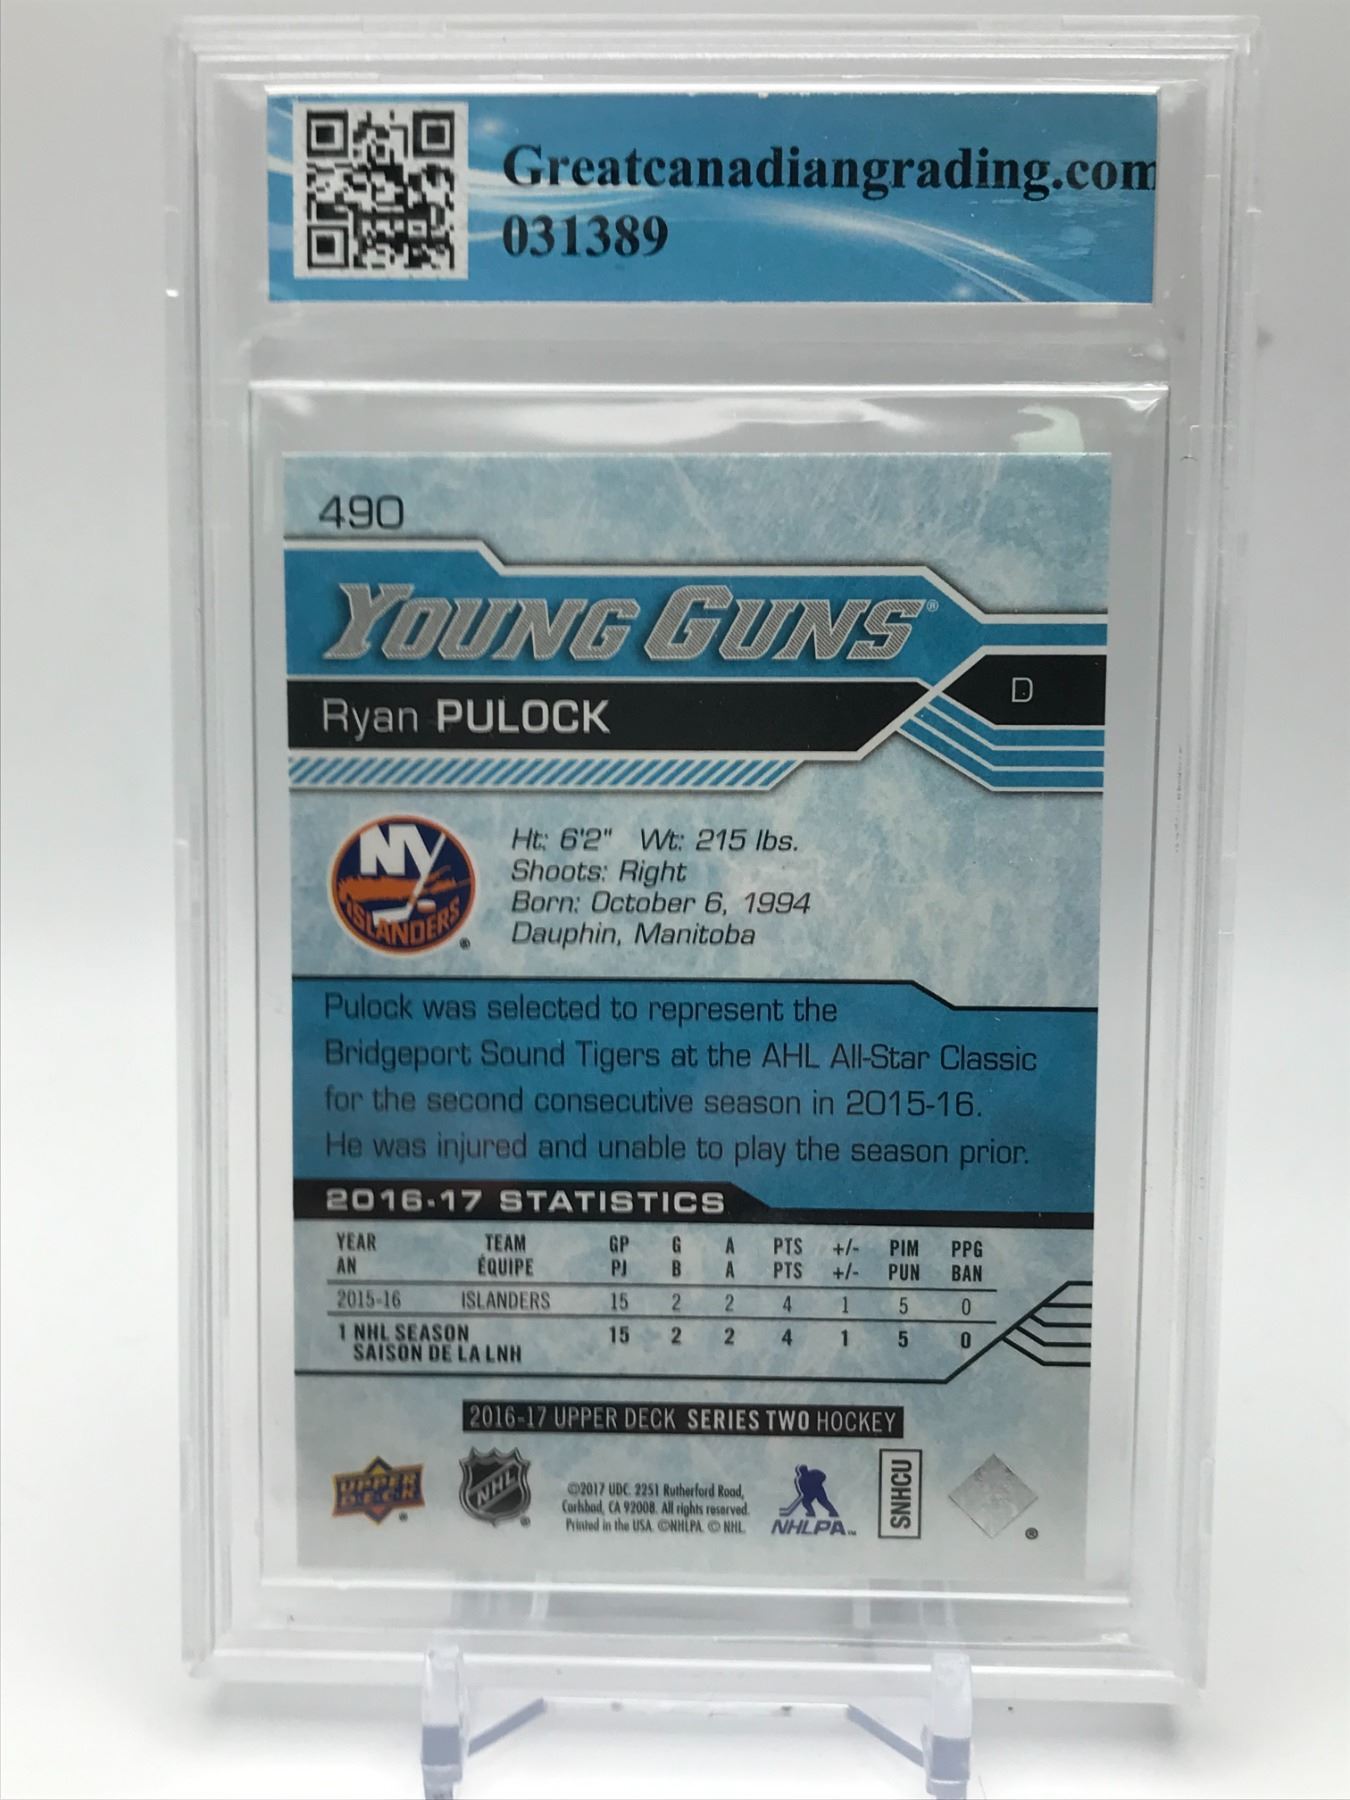 Greatcanadiangrading.com
031389
490
YOUNG GUNS®
Ryan PULOCK
D
NY
ISLANDERS ®
Ht: 6'2" Wt: 215 lbs.
Shoots: Right
Born: October 6, 1994
Dauphin, Manitoba
Pulock was selected to represent the
Bridgeport Sound Tigers at the AHL All-Star Classic
for the second consecutive season in 2015-16.
He was injured and unable to play the season prior.
2016-17 STATISTICS
YEAR TEAM GP G A PTS +/- PIM PPG
AN ÉQUIPE PJ B A PTS +/- PUN BAN
2015-16 ISLANDERS 15 2 2 4 1 5 0
1 NHL SEASON 15 2 2 4 1 5 0
SAISON DE LA LNH
2016-17 UPPER DECK SERIES TWO HOCKEY
UPPER
DECK ®
NHL ®
©2017 UDC. 2251 Rutherford Road,
Carlsbad, CA 92008. All rights reserved.
Printed in the USA. ©NHLPA. © NHL.
NHLPA™
SNHCU
®